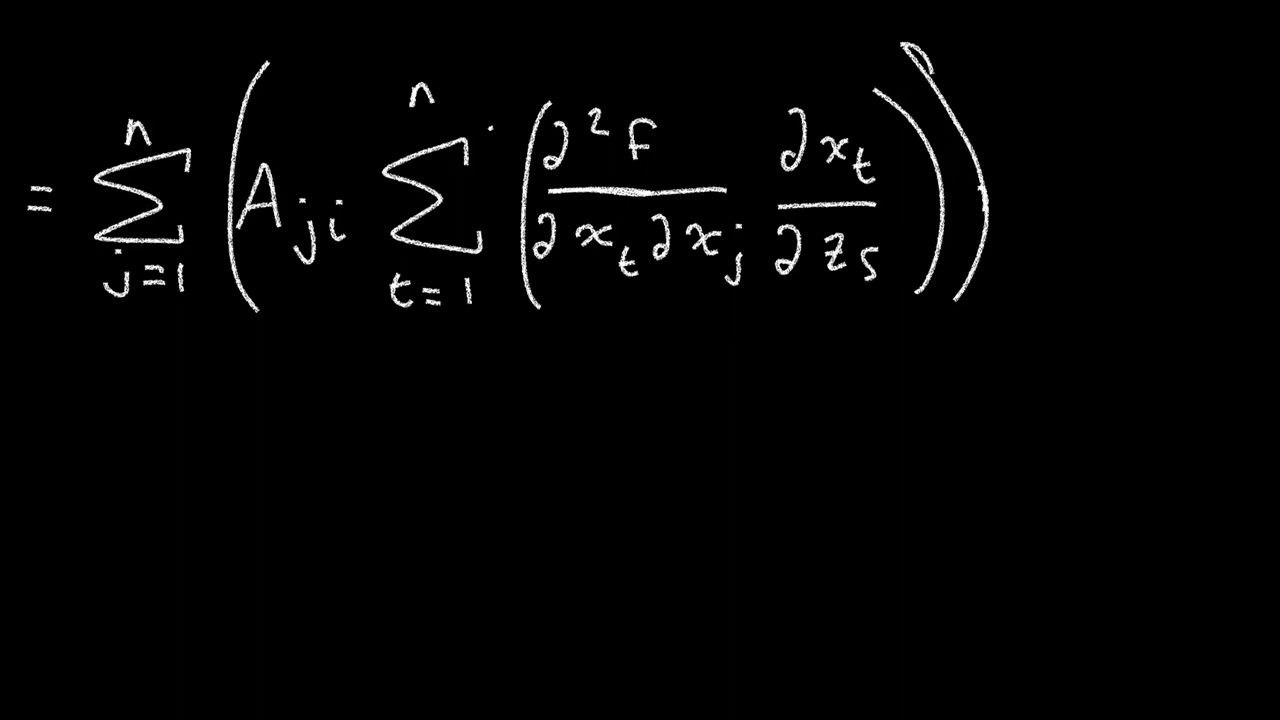 = \sum_{j=1}^{n} \left( A_{ji} \sum_{t=1}^{n} \left( \frac{\partial^2 f}{\partial x_t \partial x_j} \frac{\partial x_t}{\partial z_s} \right) \right)